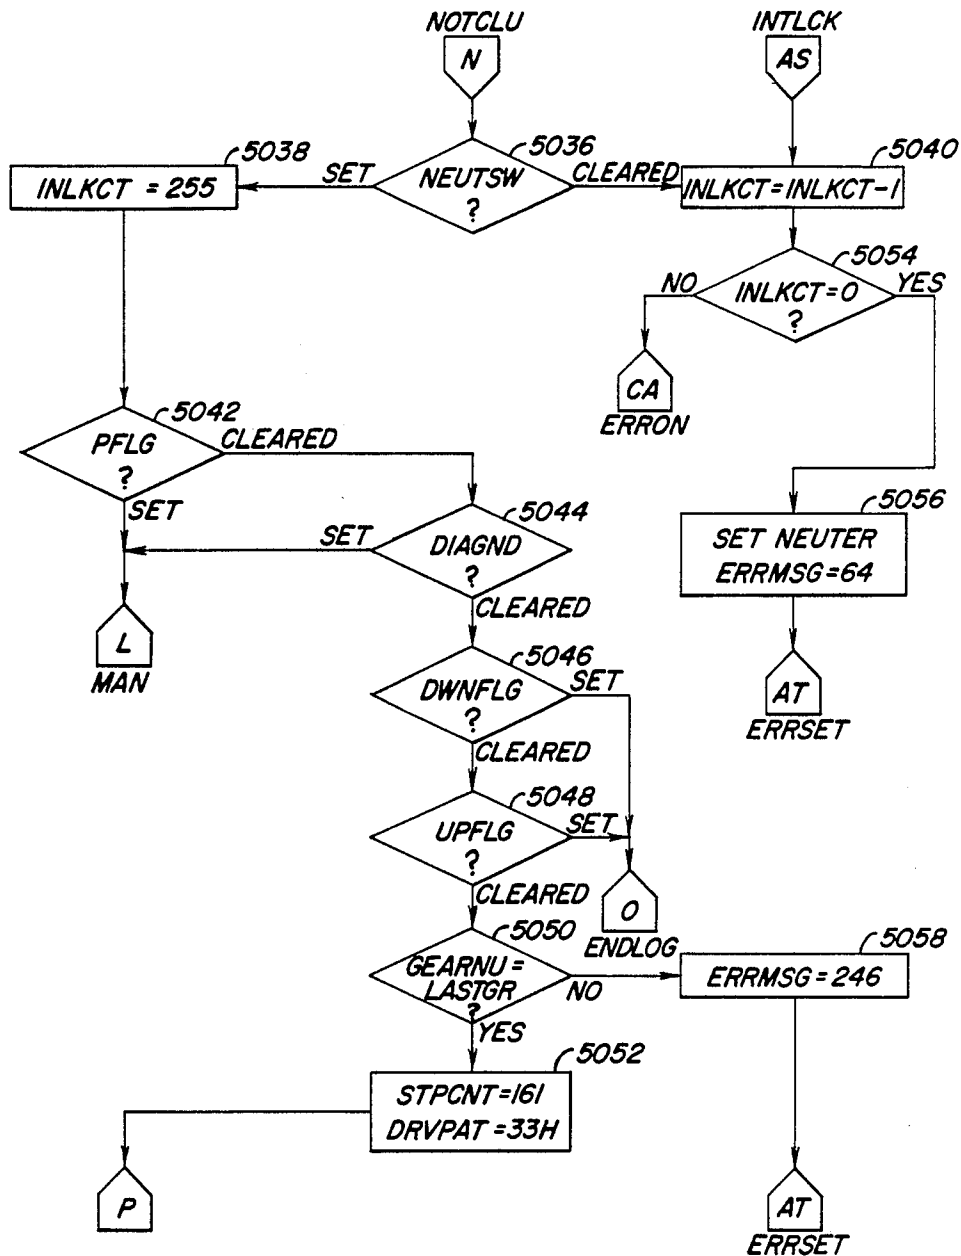 NOTCLU
INTLCK
N
AS
5038
5036
5040
INLKCT = 255
SET
NEUTSW
?
CLEARED
INLKCT=INLKCT-1
5054
NO
INLKCT=0
?
YES
CA
ERRON
5042
PFLG
?
CLEARED
SET
5044
SET
DIAGND
?
CLEARED
5056
SET NEUTER
ERRMSG=64
L
MAN
5046
DWNFLG
?
SET
CLEARED
AT
ERRSET
5048
UPFLG
?
SET
CLEARED
O
ENDLOG
5050
GEARNU =
LASTGR
?
NO
YES
5058
ERRMSG=246
5052
STPCNT=161
DRVPAT=33H
P
AT
ERRSET